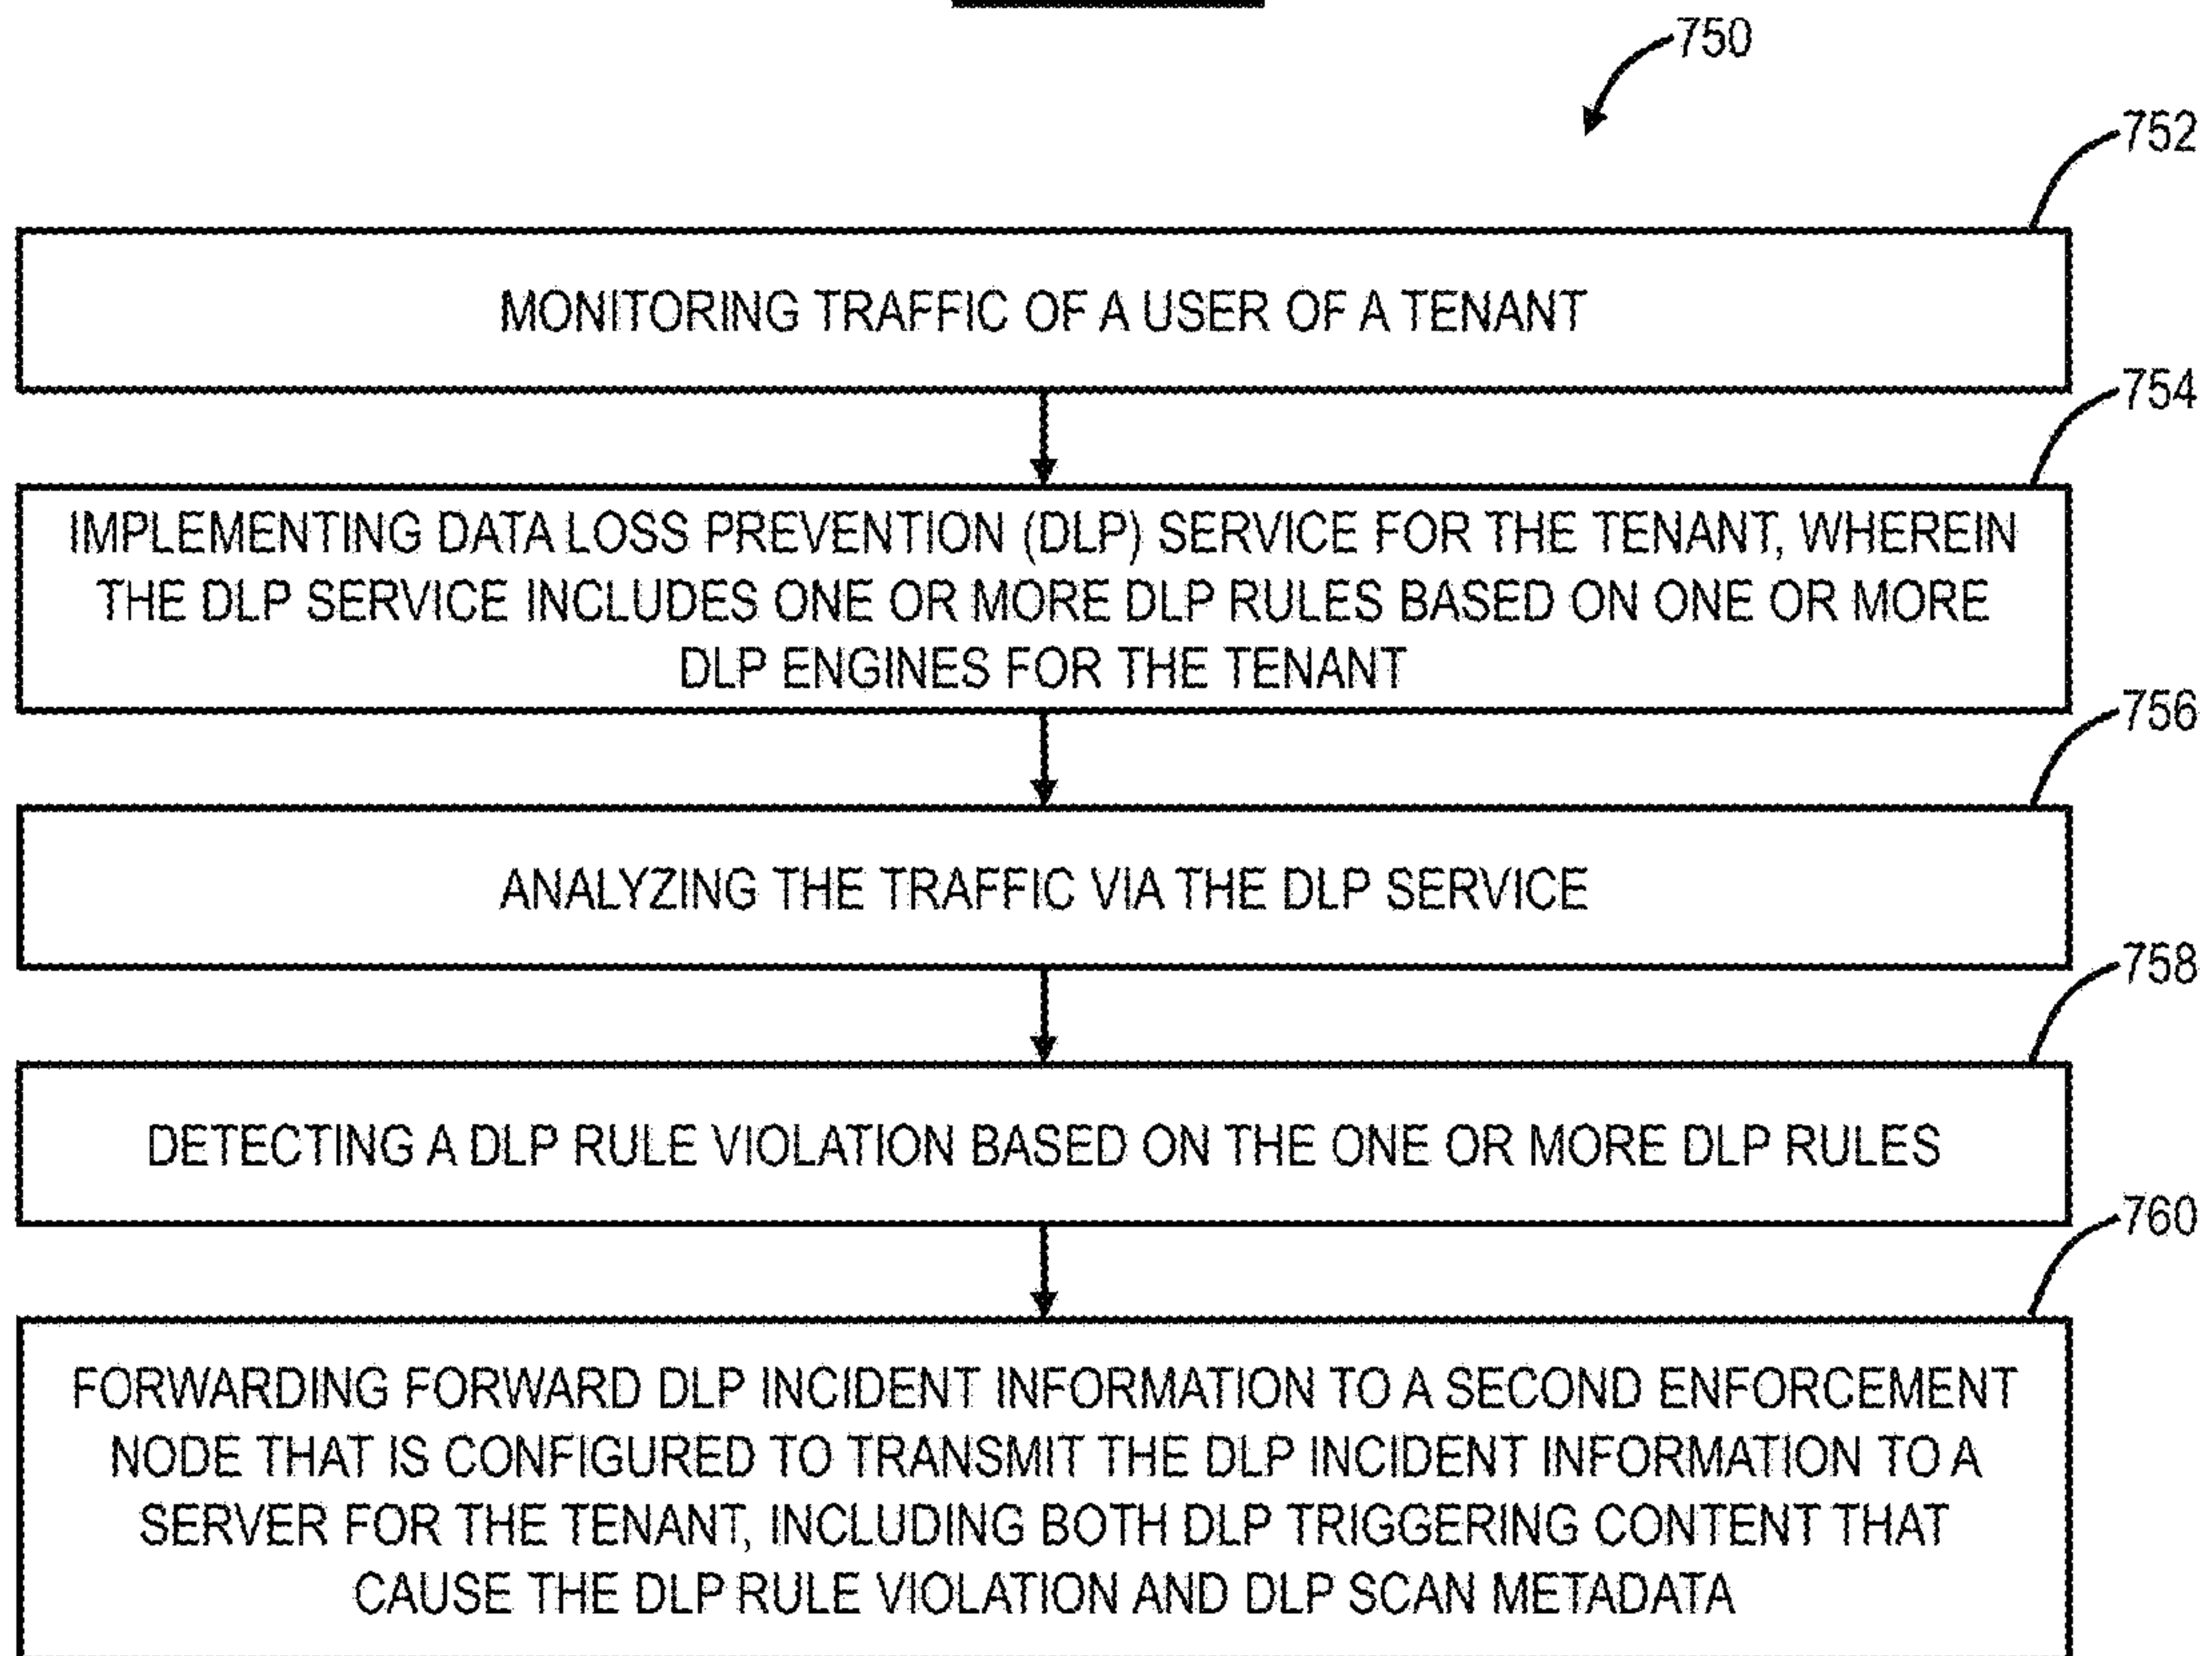 750
752
MONITORING TRAFFIC OF A USER OF A TENANT
754
IMPLEMENTING DATA LOSS PREVENTION (DLP) SERVICE FOR THE TENANT, WHEREIN
THE DLP SERVICE INCLUDES ONE OR MORE DLP RULES BASED ON ONE OR MORE
DLP ENGINES FOR THE TENANT
756
ANALYZING THE TRAFFIC VIA THE DLP SERVICE
758
DETECTING A DLP RULE VIOLATION BASED ON THE ONE OR MORE DLP RULES
760
FORWARDING FORWARD DLP INCIDENT INFORMATION TO A SECOND ENFORCEMENT
NODE THAT IS CONFIGURED TO TRANSMIT THE DLP INCIDENT INFORMATION TO A
SERVER FOR THE TENANT, INCLUDING BOTH DLP TRIGGERING CONTENT THAT
CAUSE THE DLP RULE VIOLATION AND DLP SCAN METADATA